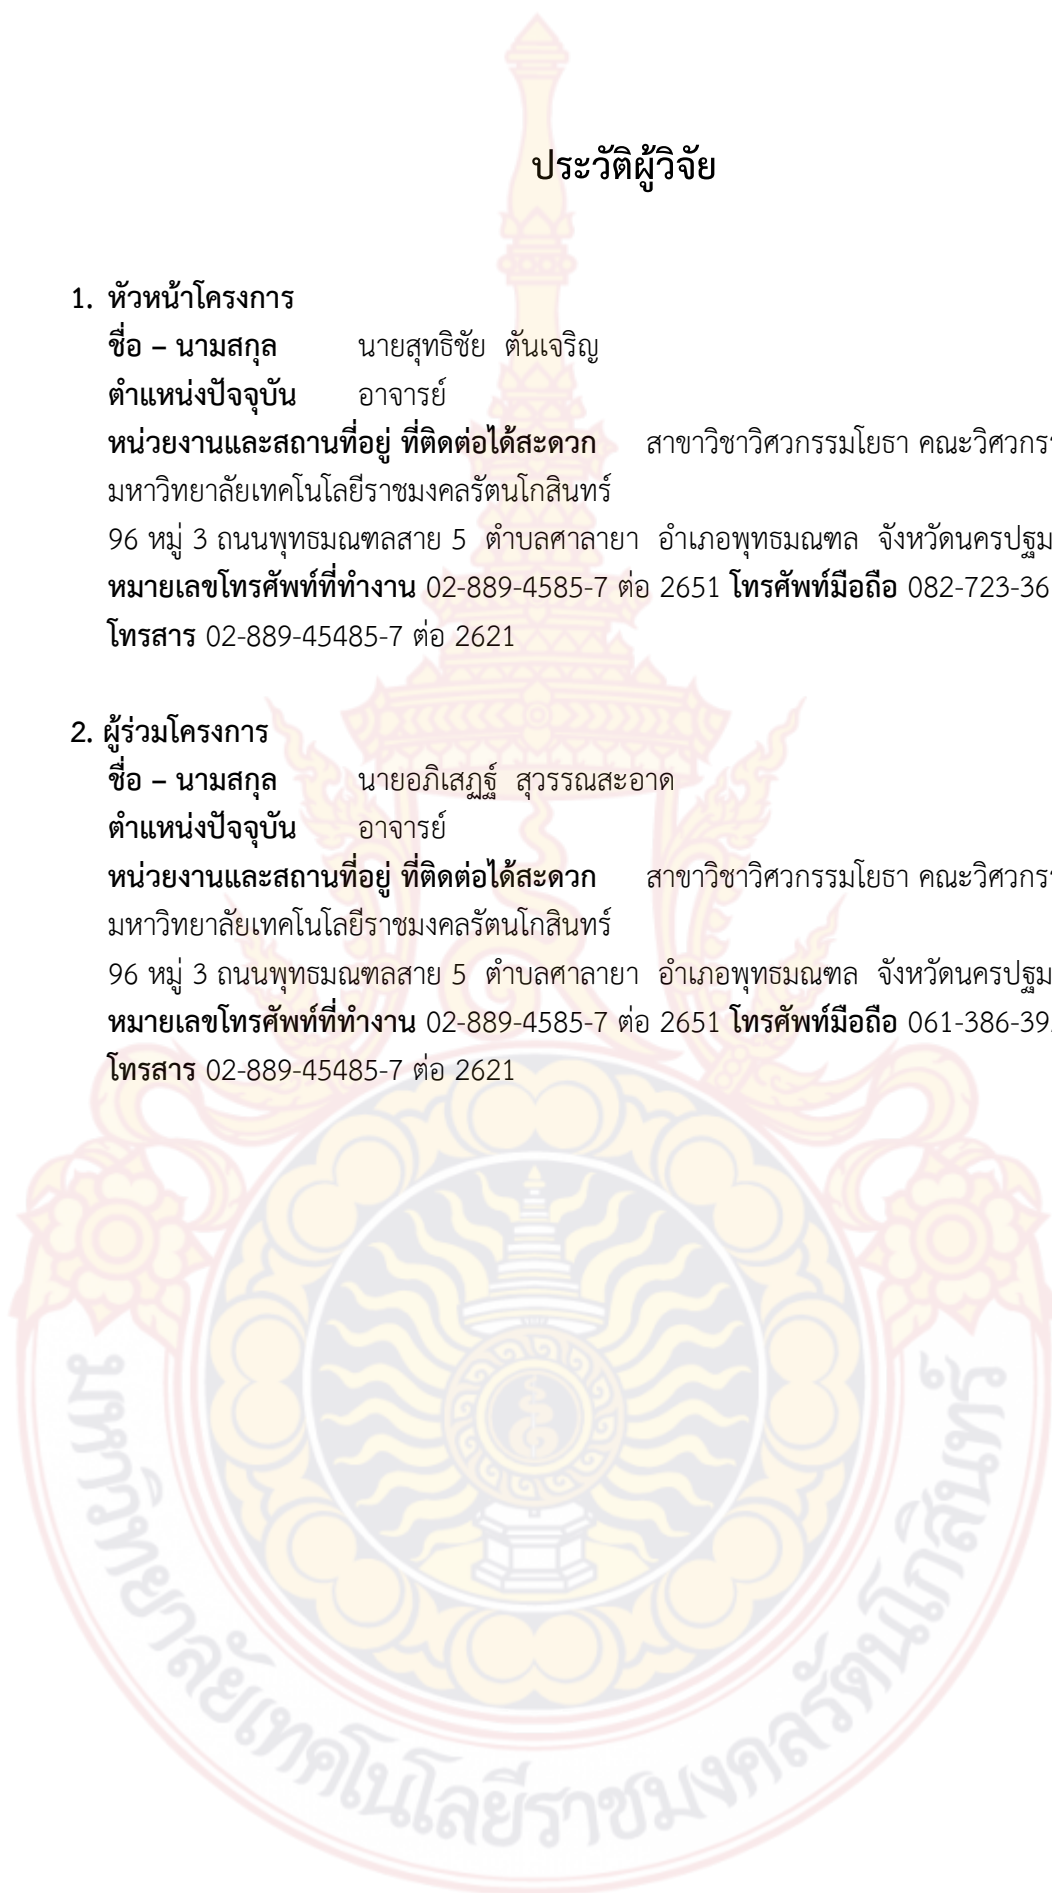 ประวัติผู้วิจัย
1. หัวหน้าโครงการ
ชื่อ – นามสกุล นายสุทธิชัย ตันเจริญ
ตำแหน่งปัจจุบัน อาจารย์
หน่วยงานและสถานที่อยู่ ที่ติดต่อได้สะดวก สาขาวิชาวิศวกรรมโยธา
มหาวิทยาลัยเทคโนโลยีราชมงคลรัตนโกสินทร์
96 หมู่ 3 ถนนพุทธมณฑลสาย 5 ตำบลศาลายา อำเภอพุทธมณฑล จังหวัดนครปฐม
หมายเลขโทรศัพท์ที่ทำงาน 02-889-4585-7 ต่อ 2651 โทรศัพท์มือถือ 082-723-36
โทรสาร 02-889-45485-7 ต่อ 2621
2. ผู้ร่วมโครงการ
ชื่อ – นามสกุล นายอภิเสฏฐ์ สุวรรณสะอาด
ตำแหน่งปัจจุบัน อาจารย์
หน่วยงานและสถานที่อยู่ ที่ติดต่อได้สะดวก สาขาวิชาวิศวกรรมโยธา
มหาวิทยาลัยเทคโนโลยีราชมงคลรัตนโกสินทร์
96 หมู่ 3 ถนนพุทธมณฑลสาย 5 ตำบลศาลายา อำเภอพุทธมณฑล จังหวัดนครปฐม
หมายเลขโทรศัพท์ที่ทำงาน 02-889-4585-7 ต่อ 2651 โทรศัพท์มือถือ 061-386-39
โทรสาร 02-889-45485-7 ต่อ 2621
มหาวิทยาลัยเทคโนโลยีราชมงคลรัตนโกสินทร์